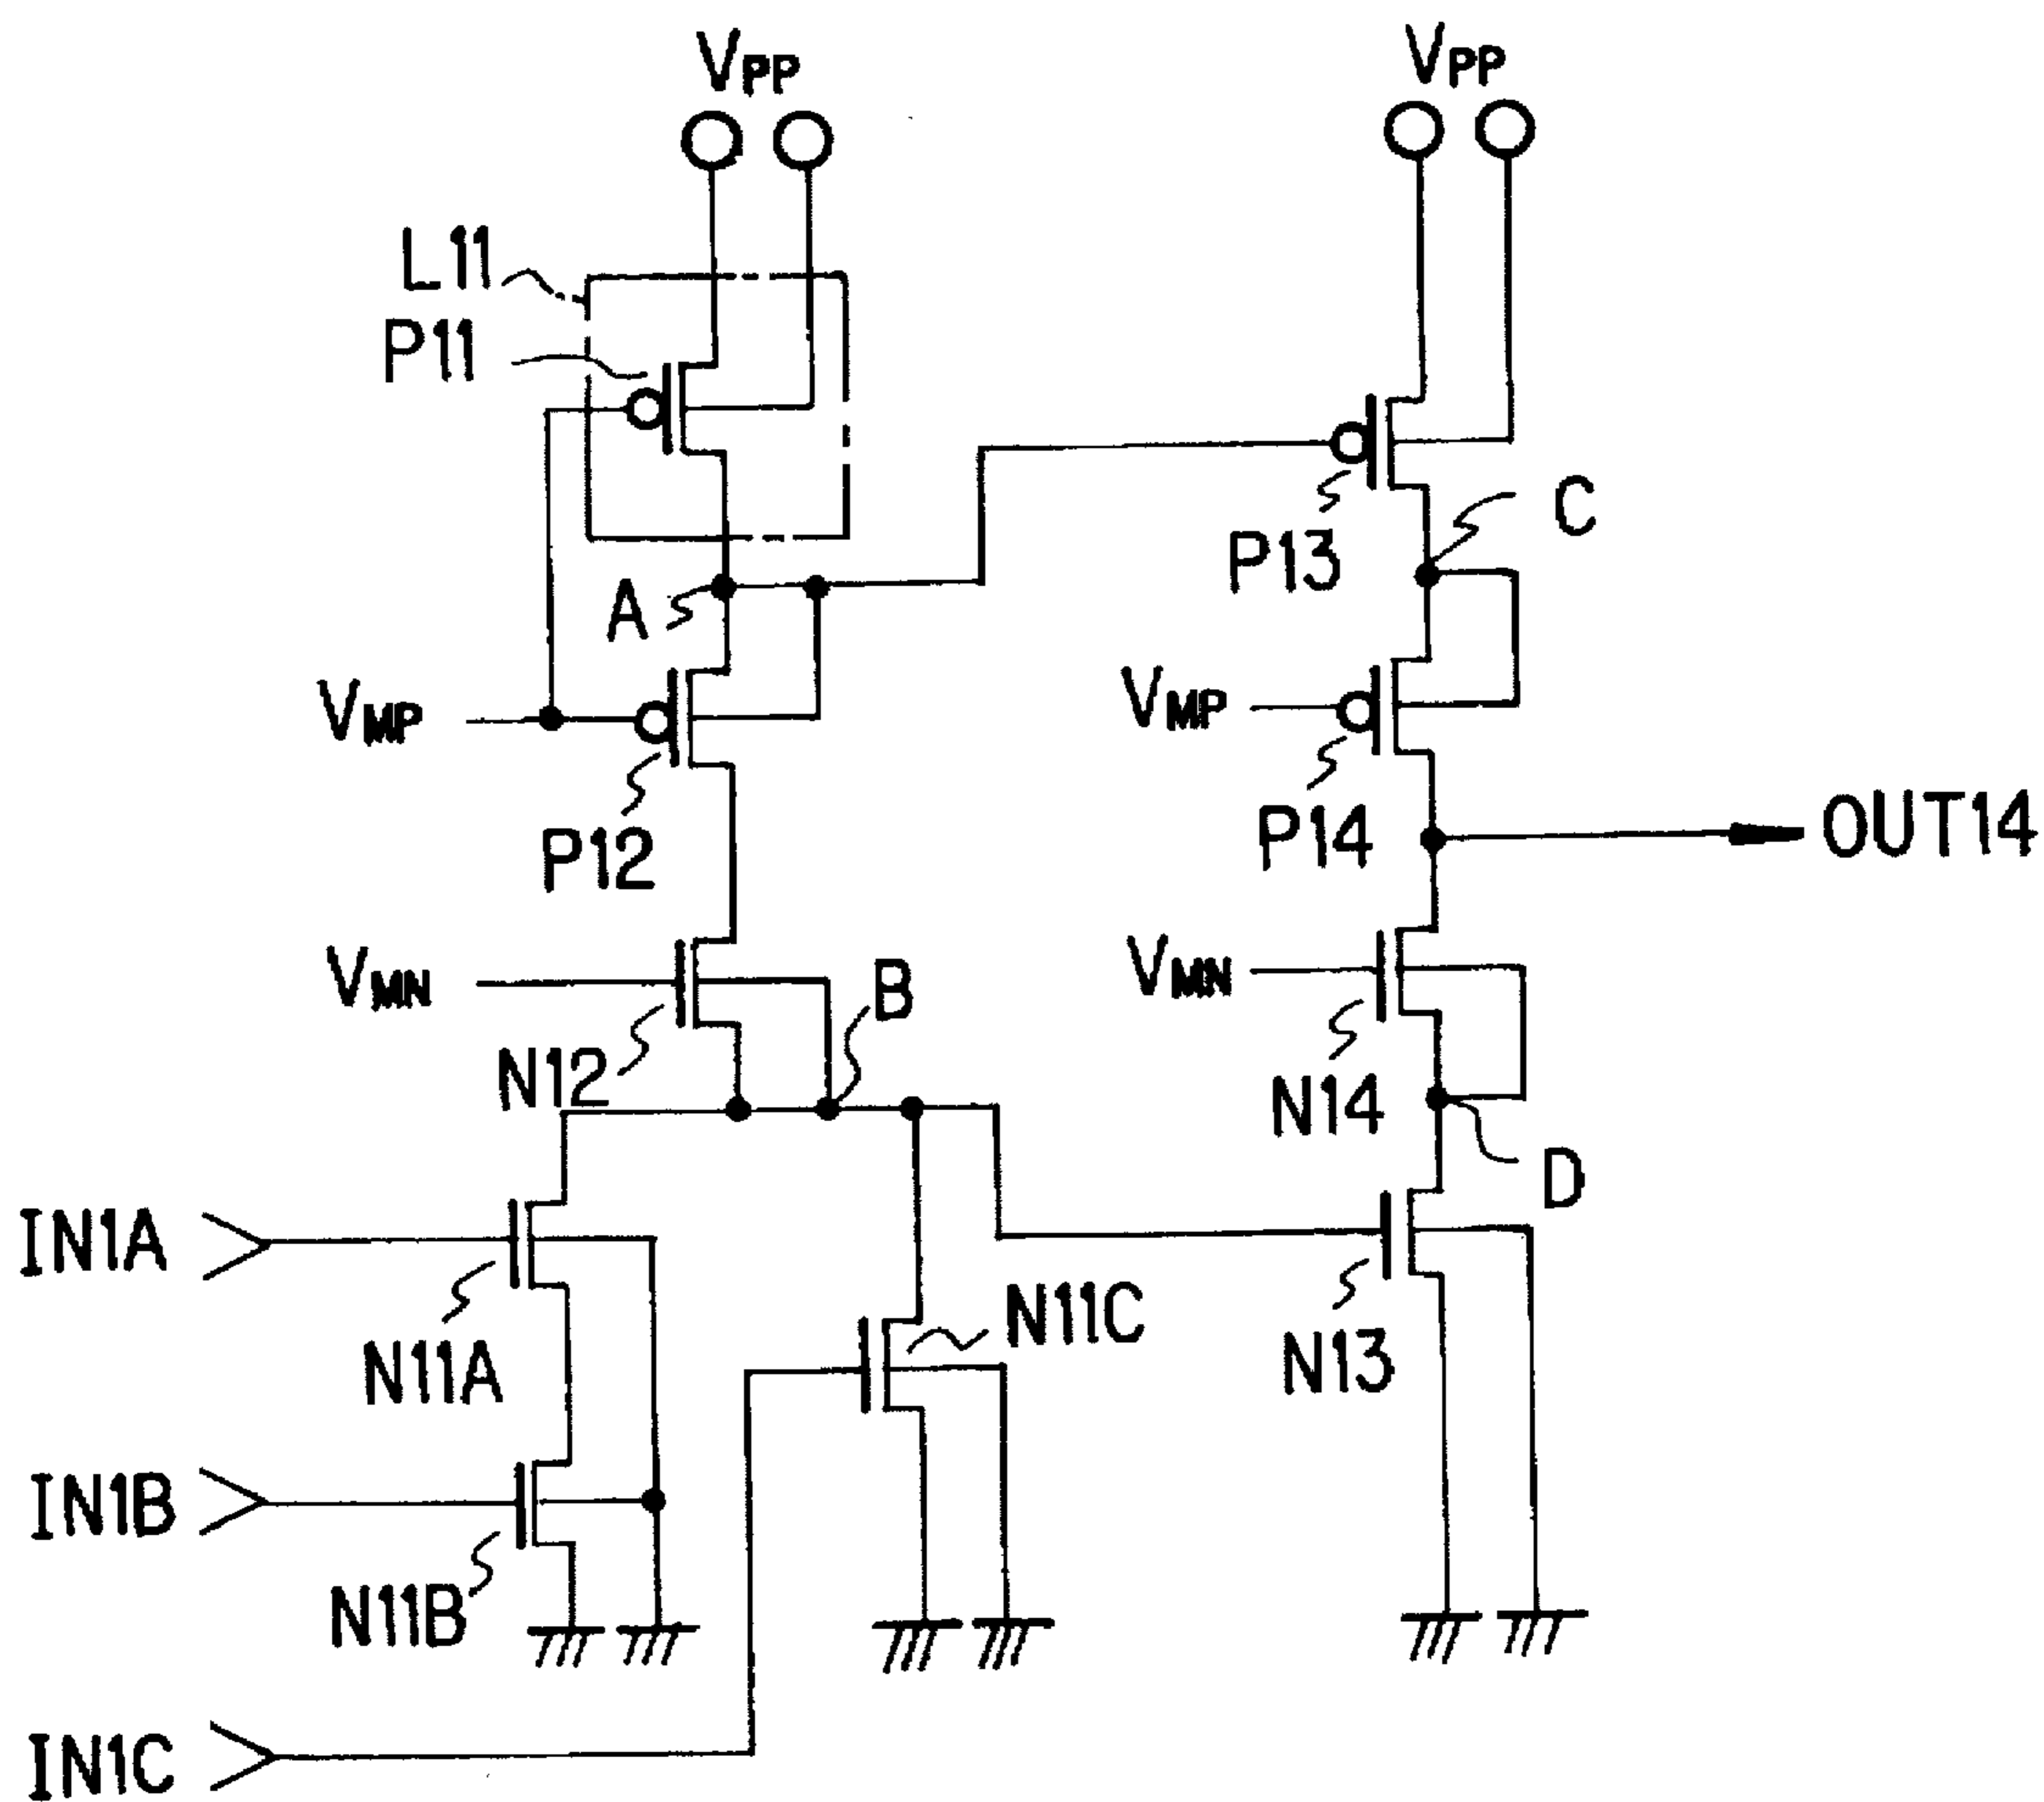 VPP
VPP
L11
P11
C
P13
A
VMP
VMP
P12
P14
OUT14
VMN
B
VMN
N12
N14
D
IN1A
N11C
N11A
N13
IN1B
N11B
IN1C